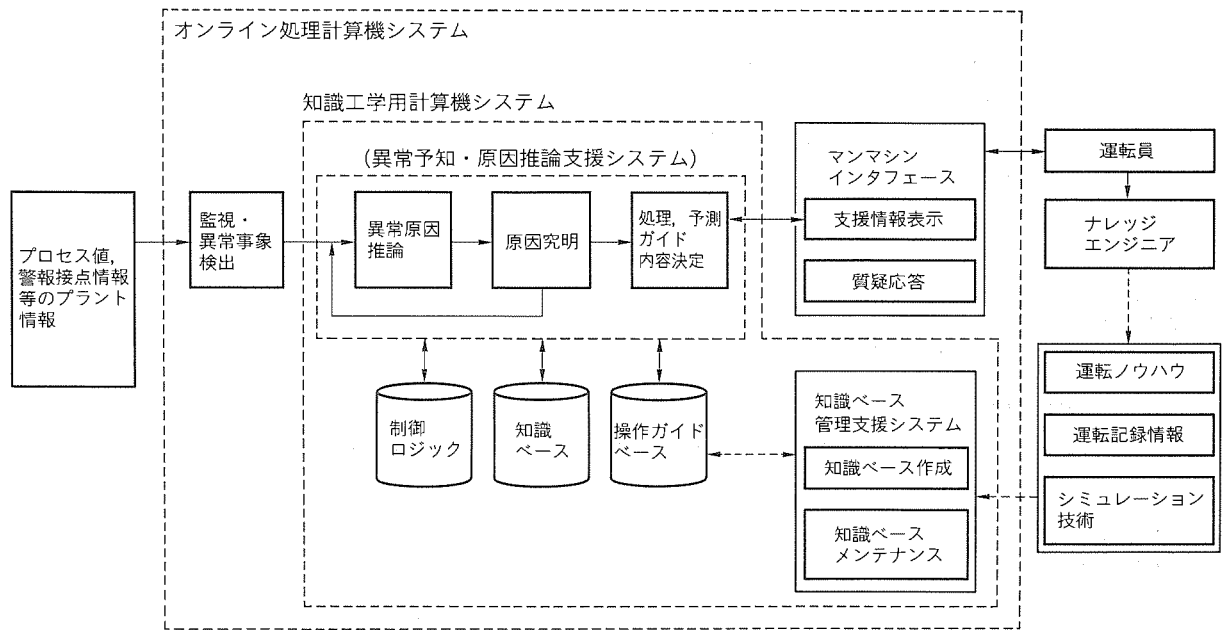 オンライン処理計算機システム
知識工学用計算機システム
(異常予知・原因推論支援システム)
プロセス値,
警報接点情報
等のプラント
情報
監視・
異常事象
検出
異常原因
推論
原因究明
処理,予測
ガイド
内容決定
マンマシン
インタフェース
支援情報表示
質疑応答
運転員
ナレッジ
エンジニア
運転ノウハウ
運転記録情報
シミュレーション
技術
制御
ロジック
知識
ベース
操作ガイド
ベース
知識ベース
管理支援システム
知識ベース作成
知識ベース
メンテナンス